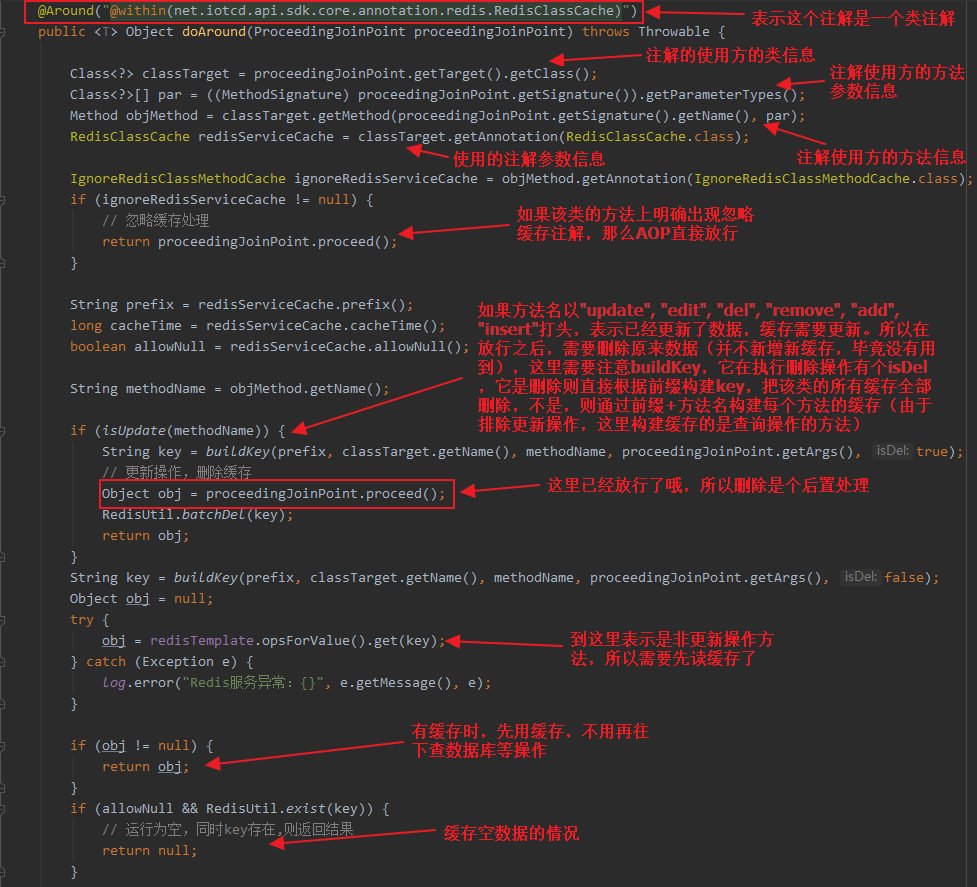 @Around("@within(net.iotcd.api.sdk.core.annotation.redis.RedisClassCache)")
表示这个注解是一个类注解
public <T> Object doAround(ProceedingJoinPoint proceedingJoinPoint) throws Throwable {
注解的使用方的类信息
Class<?> classTarget = proceedingJoinPoint.getTarget().getClass();
注解使用方的方法
参数信息
Class<?>[] par = ((MethodSignature) proceedingJoinPoint.getSignature()).getParameterTypes();
Method objMethod = classTarget.getMethod(proceedingJoinPoint.getSignature().getName(), par);
RedisClassCache redisServiceCache = classTarget.getAnnotation(RedisClassCache.class);
使用的注解参数信息
注解使用方的方法信息
IgnoreRedisClassMethodCache ignoreRedisServiceCache = objMethod.getAnnotation(IgnoreRedisClassMethodCache.class);
if (ignoreRedisServiceCache != null) {
// 忽略缓存处理
return proceedingJoinPoint.proceed();
}
如果该类的方法上明确出现忽略
缓存注解，那么AOP直接放行
String prefix = redisServiceCache.prefix();
long cacheTime = redisServiceCache.cacheTime();
boolean allowNull = redisServiceCache.allowNull();
如果方法名以"update", "edit", "del", "remove", "add",
"insert"打头，表示已经更新了数据，缓存需要更新。所以在
放行之后，需要删除原来数据（并不新增新缓存，毕竟没有用
到），这里需要注意buildKey，它在执行删除操作有个isDel
，它是删除则直接根据前缀构建key，把该类的所有缓存全部
删除，不是，则通过前缀+方法名构建每个方法的缓存（由于
排除更新操作，这里构建缓存的是查询操作的方法）
String methodName = objMethod.getName();
if (isUpdate(methodName)) {
String key = buildKey(prefix, classTarget.getName(), methodName, proceedingJoinPoint.getArgs(), isDel: true);
// 更新操作，删除缓存
Object obj = proceedingJoinPoint.proceed();
这里已经放行了哦，所以删除是个后置处理
RedisUtil.batchDel(key);
return obj;
}
String key = buildKey(prefix, classTarget.getName(), methodName, proceedingJoinPoint.getArgs(), isDel: false);
Object obj = null;
try {
obj = redisTemplate.opsForValue().get(key);
到这里表示是非更新操作方
法，所以需要先读缓存了
} catch (Exception e) {
log.error("Redis服务异常：{}", e.getMessage(), e);
}
有缓存时，先用缓存，不用再往
下查数据库等操作
if (obj != null) {
return obj;
}
if (allowNull && RedisUtil.exist(key)) {
// 运行为空，同时key存在,则返回结果
缓存空数据的情况
return null;
}